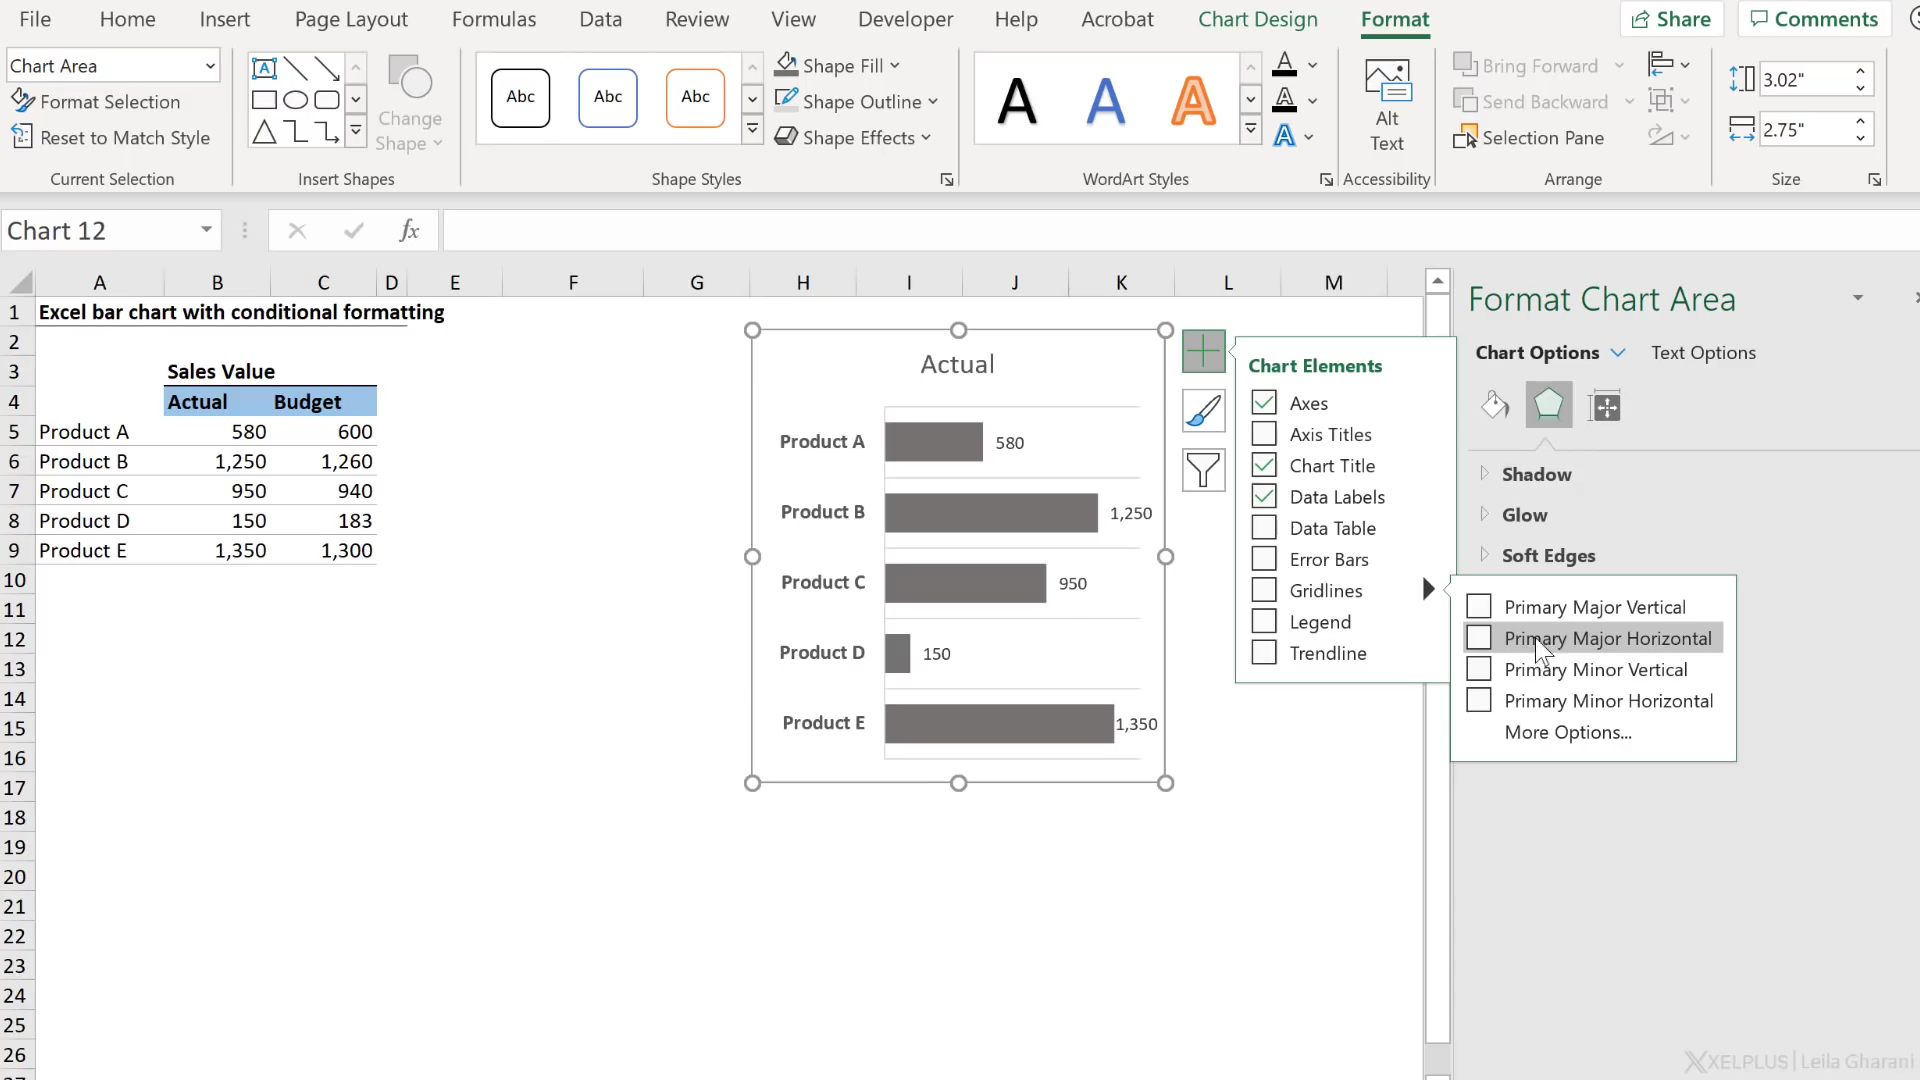 File Home Insert Page Layout Formulas Data Review View Developer Help Acrobat Chart Design Format Share Comments
Chart Area
Format Selection
Reset to Match Style
Current Selection
Change
Shape
Insert Shapes
Abc Abc Abc
Shape Fill
Shape Outline
Shape Effects
Shape Styles
A A A
WordArt Styles
Alt
Text
Accessibility
Bring Forward
Send Backward
Selection Pane
Arrange
3.02"
2.75"
Size
Chart 12 fx
A B C D E F G H I J K L M
1 Excel bar chart with conditional formatting
2
3 Sales Value
4 Actual Budget
5 Product A 580 600
6 Product B 1,250 1,260
7 Product C 950 940
8 Product D 150 183
9 Product E 1,350 1,300
10
11
12
13
14
15
16
17
18
19
20
21
22
23
24
25
26
Actual
Product A 580
Product B 1,250
Product C 950
Product D 150
Product E 1,350
Chart Elements
Axes
Axis Titles
Chart Title
Data Labels
Data Table
Error Bars
Gridlines
Legend
Trendline
Format Chart Area
Chart Options Text Options
Shadow
Glow
Soft Edges
Primary Major Vertical
Primary Major Horizontal
Primary Minor Vertical
Primary Minor Horizontal
More Options...
XELPLUS | Leila Gharani